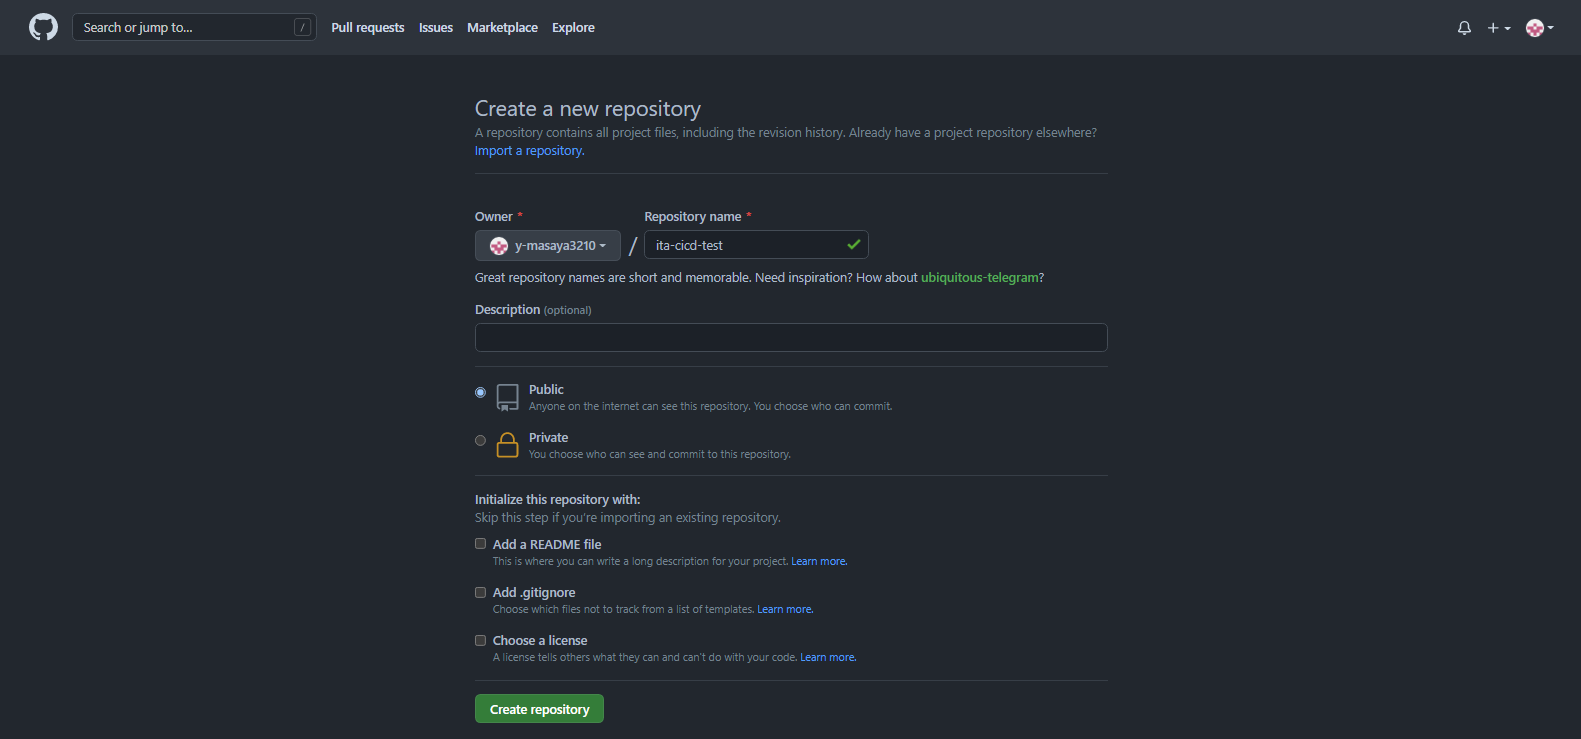 Search or jump to... /
Pull requests Issues Marketplace Explore
Create a new repository
A repository contains all project files, including the revision history. Already have a project repository elsewhere?
Import a repository.
Owner * Repository name *
y-masaya3210 / ita-cicd-test
Great repository names are short and memorable. Need inspiration? How about ubiquitous-telegram?
Description (optional)
Public
Anyone on the internet can see this repository. You choose who can commit.
Private
You choose who can see and commit to this repository.
Initialize this repository with:
Skip this step if you're importing an existing repository.
Add a README file
This is where you can write a long description for your project. Learn more.
Add .gitignore
Choose which files not to track from a list of templates. Learn more.
Choose a license
A license tells others what they can and can't do with your code. Learn more.
Create repository